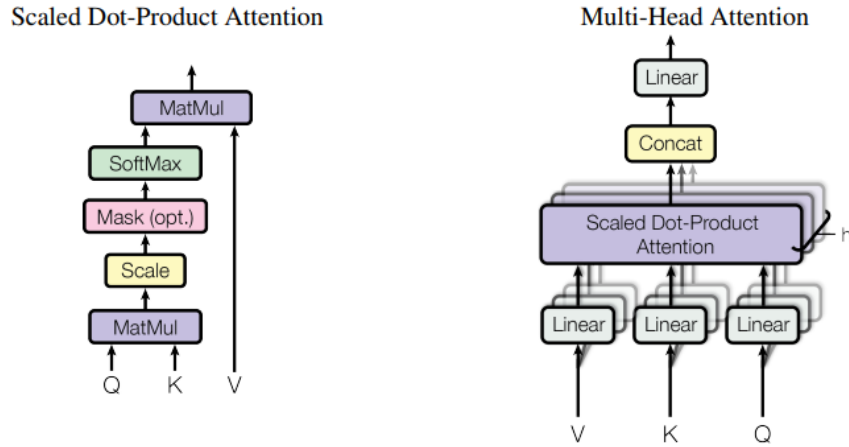 Scaled Dot-Product Attention
MatMul
SoftMax
Mask (opt.)
Scale
MatMul
Q K V
Multi-Head Attention
Linear
Concat
Scaled Dot-Product
Attention
h
Linear Linear Linear
V K Q